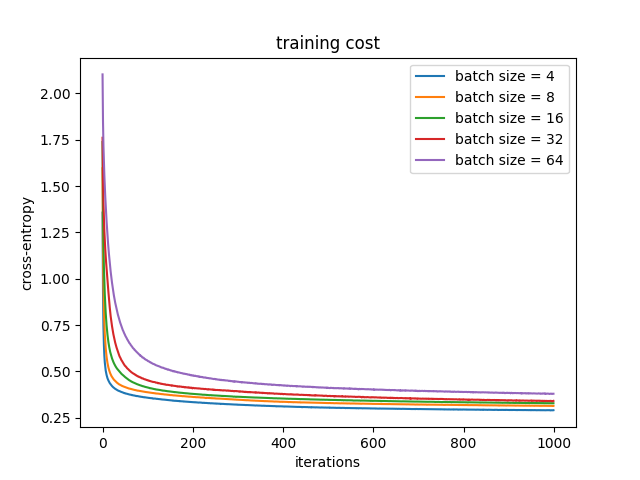 training cost
batch size = 4
batch size = 8
batch size = 16
batch size = 32
batch size = 64
2.00
1.75
1.50
1.25
1.00
0.75
0.50
0.25
cross-entropy
0 200 400 600 800 1000
iterations